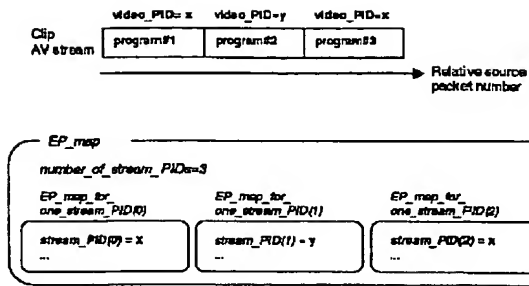 video_PID= x video_PID=y video_PID=x
Clip
AV stream
program#1 program#2 program#3
Relative source
packet number
EP_map
number_of_stream_PIDs=3
EP_map_for_
one_stream_PID(0)
EP_map_for_
one_stream_PID(1)
EP_map_for_
one_stream_PID(2)
stream_PID(0) = x
...
stream_PID(1) = y
...
stream_PID(2) = x
...